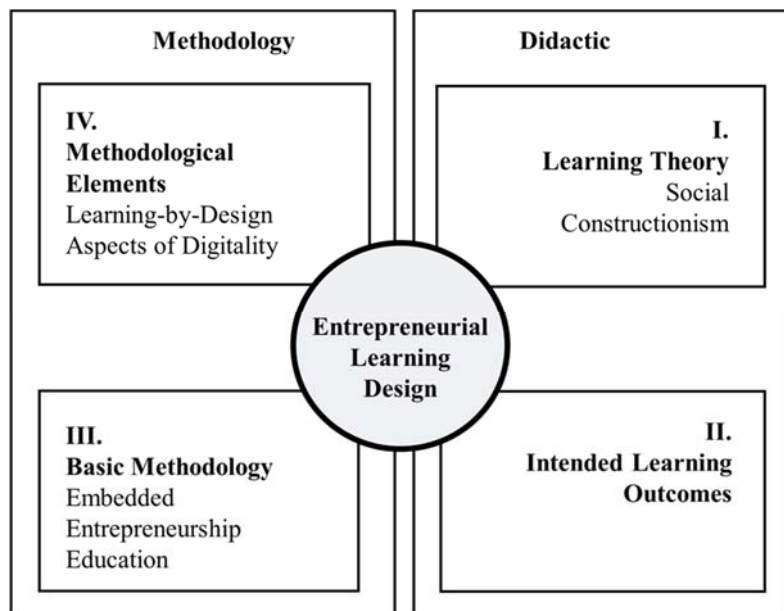 Methodology
Didactic
IV.
Methodological
Elements
Learning-by-Design
Aspects of Digitality
I.
Learning Theory
Social
Constructionism
Entrepreneurial
Learning
Design
III.
Basic Methodology
Embedded
Entrepreneurship
Education
II.
Intended Learning
Outcomes